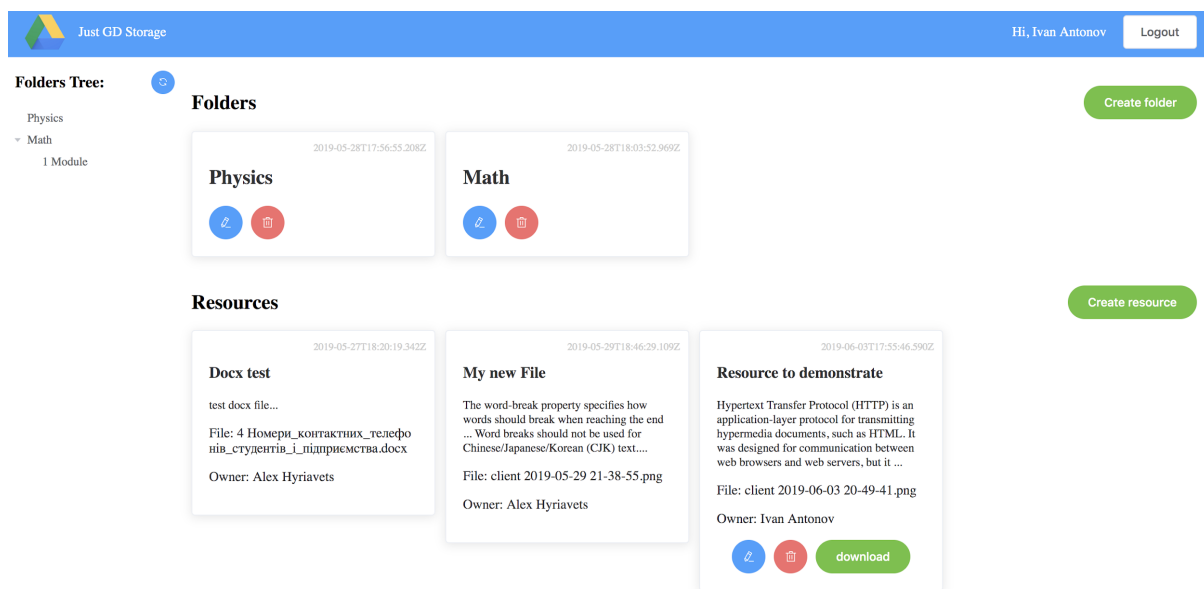 Just GD Storage
Hi, Ivan Antonov
Logout
Folders Tree:
Physics
Math
1 Module
Folders
Create folder
2019-05-28T17:56:55.208Z
Physics
2019-05-28T18:03:52.969Z
Math
Resources
Create resource
2019-05-27T18:20:19.342Z
Docx test
test docx file...
File: 4 Номери_контактних_телефо
нів_студентів_і_підприємства.docx
Owner: Alex Hyriavets
2019-05-29T18:46:29.109Z
My new File
The word-break property specifies how
words should break when reaching the end
... Word breaks should not be used for
Chinese/Japanese/Korean (CJK) text....
File: client 2019-05-29 21-38-55.png
Owner: Alex Hyriavets
2019-06-03T17:55:46.590Z
Resource to demonstrate
Hypertext Transfer Protocol (HTTP) is an
application-layer protocol for transmitting
hypermedia documents, such as HTML. It
was designed for communication between
web browsers and web servers, but it ...
File: client 2019-06-03 20-49-41.png
Owner: Ivan Antonov
download